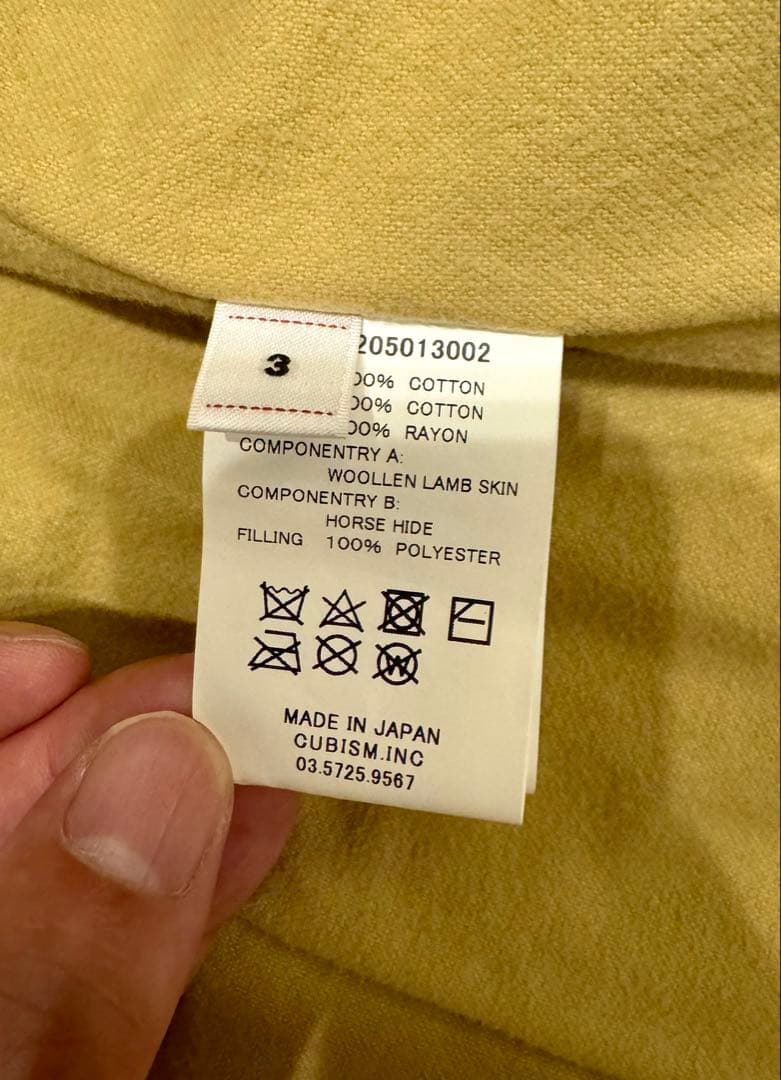 3
205013002
00% COTTON
00% COTTON
00% RAYON
COMPONENTRY A:
WOOLLEN LAMB SKIN
COMPONENTRY B:
HORSE HIDE
FILLING 100% POLYESTER
W
MADE IN JAPAN
CUBISM.INC
03.5725.9567